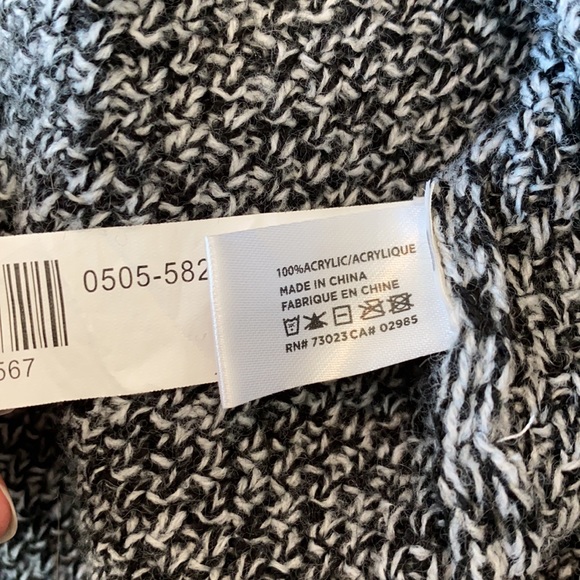 0505-582
567
100%ACRYLIC/ACRYLIQUE
MADE IN CHINA
FABRIQUE EN CHINE
RN# 73023 CA# 02985